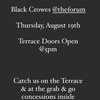 Black Crowes @theforum
Thursday, August 19th
Terrace Doors Open
@5pm
Catch us on the Terrace
& at the grab & go
concessions inside